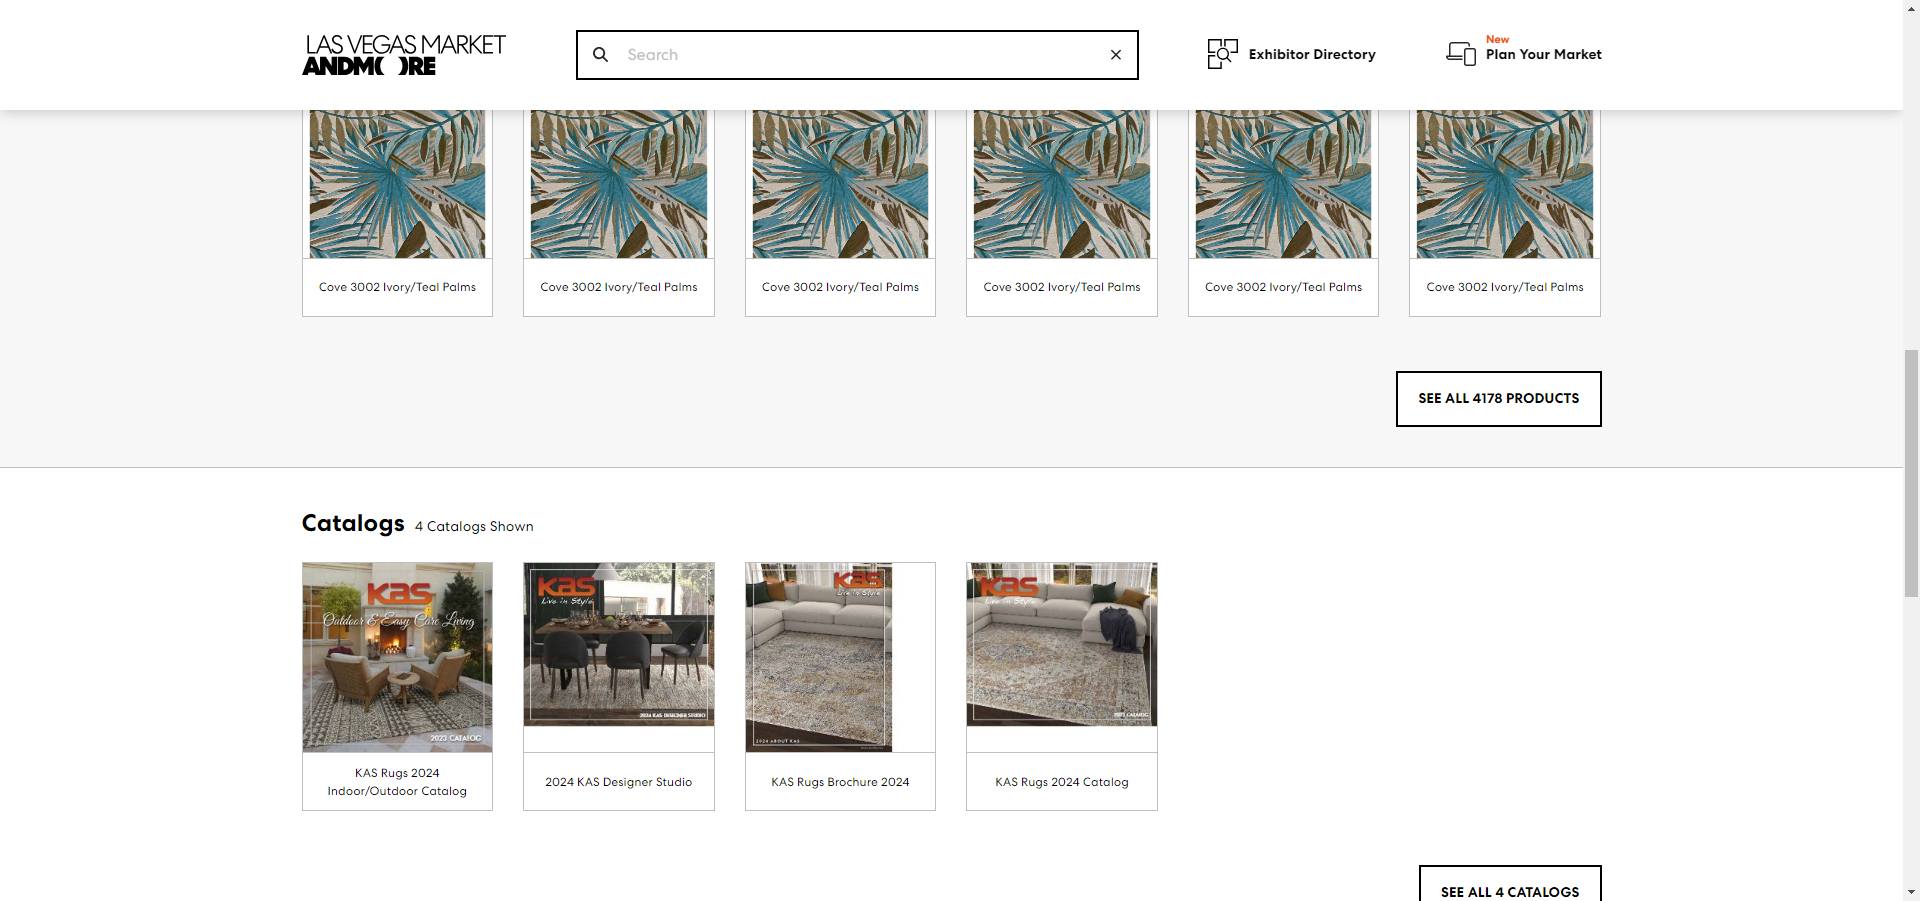 LAS VEGAS MARKET
ANDMORE
Search
Exhibitor Directory
New
Plan Your Market
Cove 3002 Ivory/Teal Palms
Cove 3002 Ivory/Teal Palms
Cove 3002 Ivory/Teal Palms
Cove 3002 Ivory/Teal Palms
Cove 3002 Ivory/Teal Palms
Cove 3002 Ivory/Teal Palms
SEE ALL 4178 PRODUCTS
Catalogs 4 Catalogs Shown
Kas
Outdoor & Easy Care Living
2023 CATALOG
KAS Rugs 2024
Indoor/Outdoor Catalog
Kas
Live in Style
2024 KAS DESIGNER STUDIO
2024 KAS Designer Studio
Kas
Live in Style
2024 ABOUT KAS
KAS Rugs Brochure 2024
Kas
Live in Style
2023 CATALOG
KAS Rugs 2024 Catalog
SEE ALL 4 CATALOGS